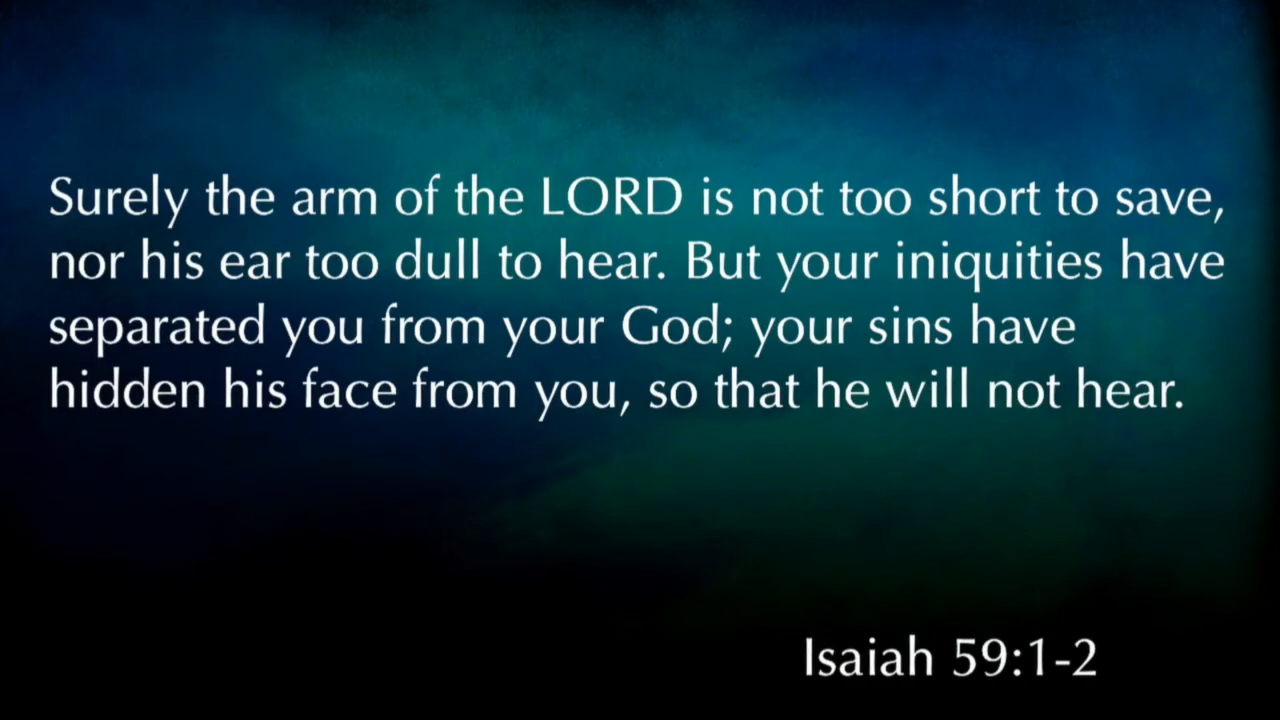 Surely the arm of the LORD is not too short to save,
nor his ear too dull to hear. But your iniquities have
separated you from your God; your sins have
hidden his face from you, so that he will not hear.
Isaiah 59:1-2